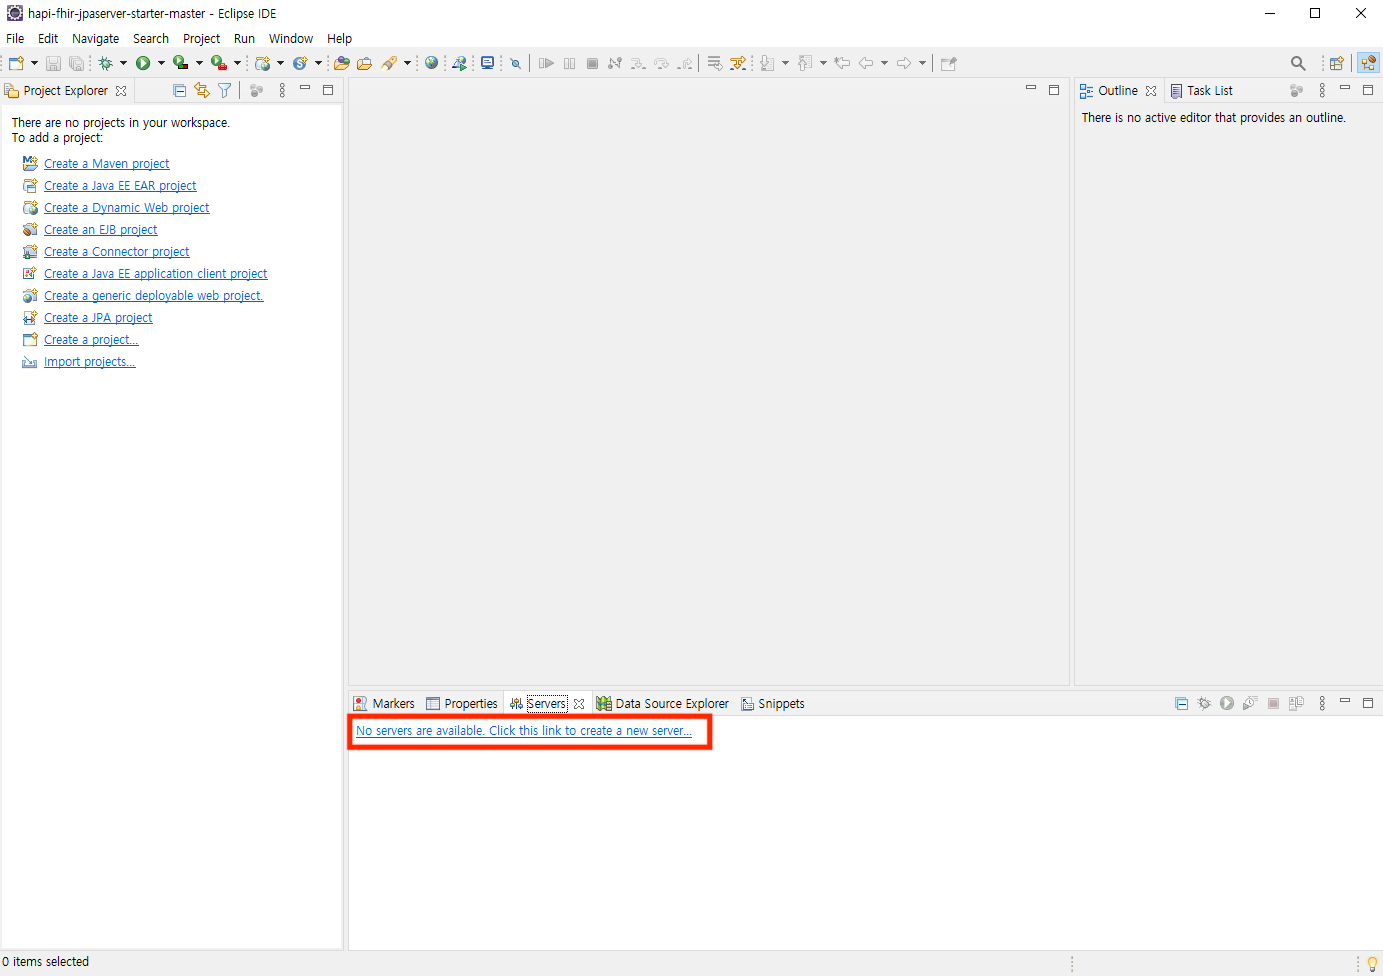 hapi-fhir-jpaserver-starter-master - Eclipse IDE
File Edit Navigate Search Project Run Window Help
Project Explorer
There are no projects in your workspace.
To add a project:
Create a Maven project
Create a Java EE EAR project
Create a Dynamic Web project
Create an EJB project
Create a Connector project
Create a Java EE application client project
Create a generic deployable web project.
Create a JPA project
Create a project...
Import projects...
Outline Task List
There is no active editor that provides an outline.
Markers Properties Servers Data Source Explorer Snippets
No servers are available. Click this link to create a new server...
0 items selected